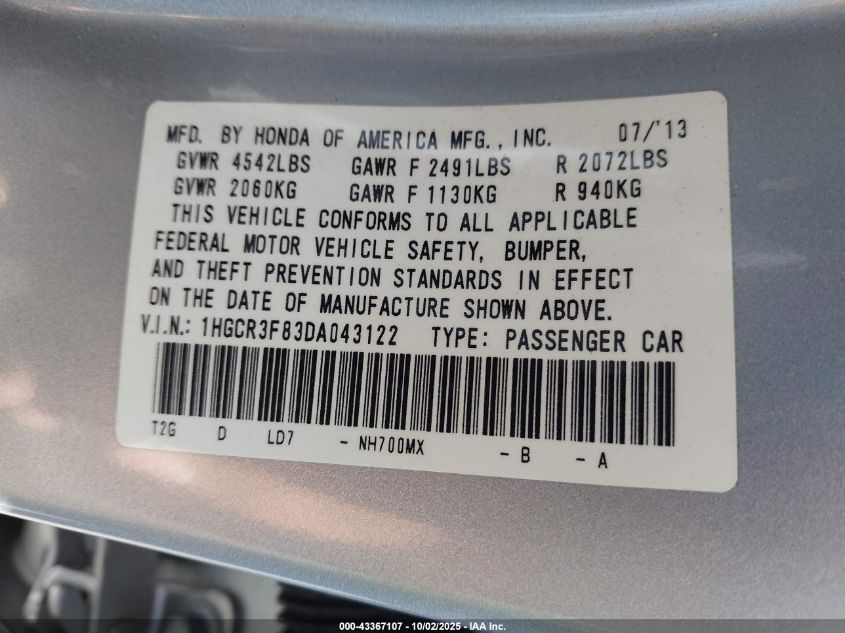 MFD. BY HONDA OF AMERICA MFG., INC. 07/'13
GVWR 4542LBS GAWR F 2491LBS R 2072LBS
GVWR 2060KG GAWR F 1130KG R 940KG
THIS VEHICLE CONFORMS TO ALL APPLICABLE
FEDERAL MOTOR VEHICLE SAFETY, BUMPER,
AND THEFT PREVENTION STANDARDS IN EFFECT
ON THE DATE OF MANUFACTURE SHOWN ABOVE.
V.I.N.: 1HGCR3F83DA043122 TYPE: PASSENGER CAR
T2G D LD7 - NH700MX - B - A
000-43367107 - 10/02/2025 - IAA Inc.